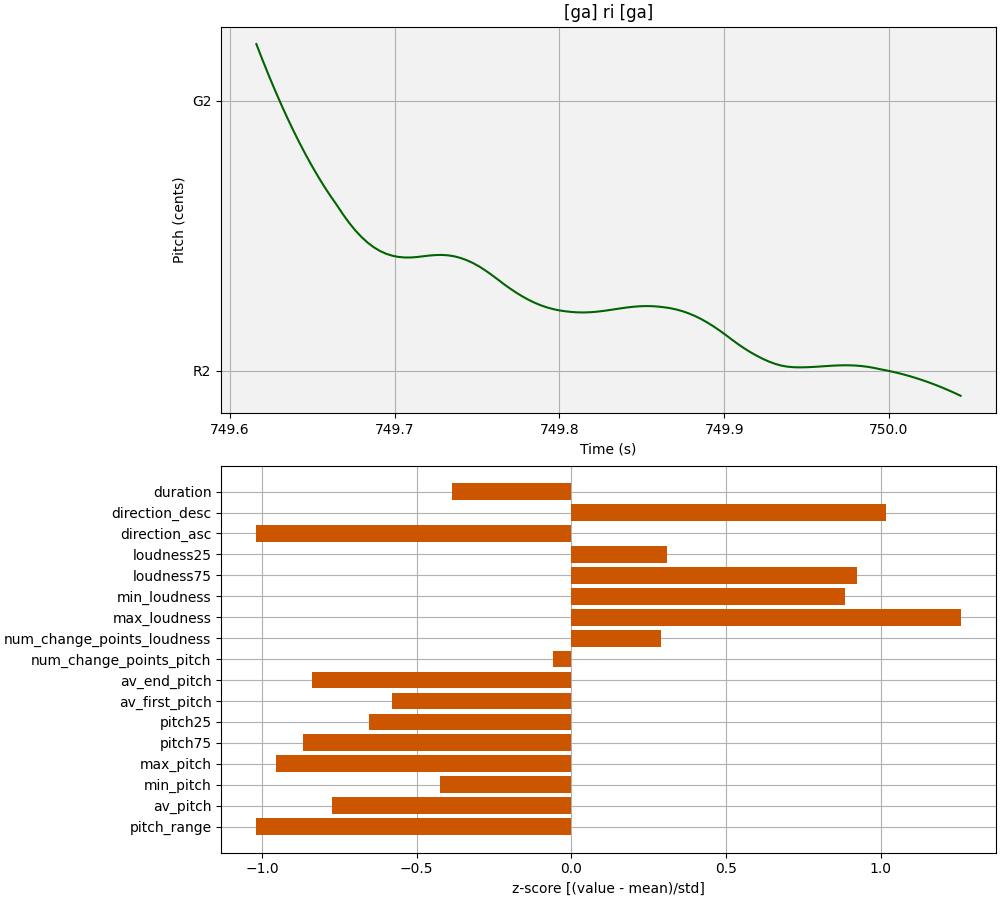 [ga] ri [ga]
G2
R2
Pitch (cents)
749.6 749.7 749.8 749.9 750.0
Time (s)
duration
direction_desc
direction_asc
loudness25
loudness75
min_loudness
max_loudness
num_change_points_loudness
num_change_points_pitch
av_end_pitch
av_first_pitch
pitch25
pitch75
max_pitch
min_pitch
av_pitch
pitch_range
−1.0 −0.5 0.0 0.5 1.0
z-score [(value - mean)/std]